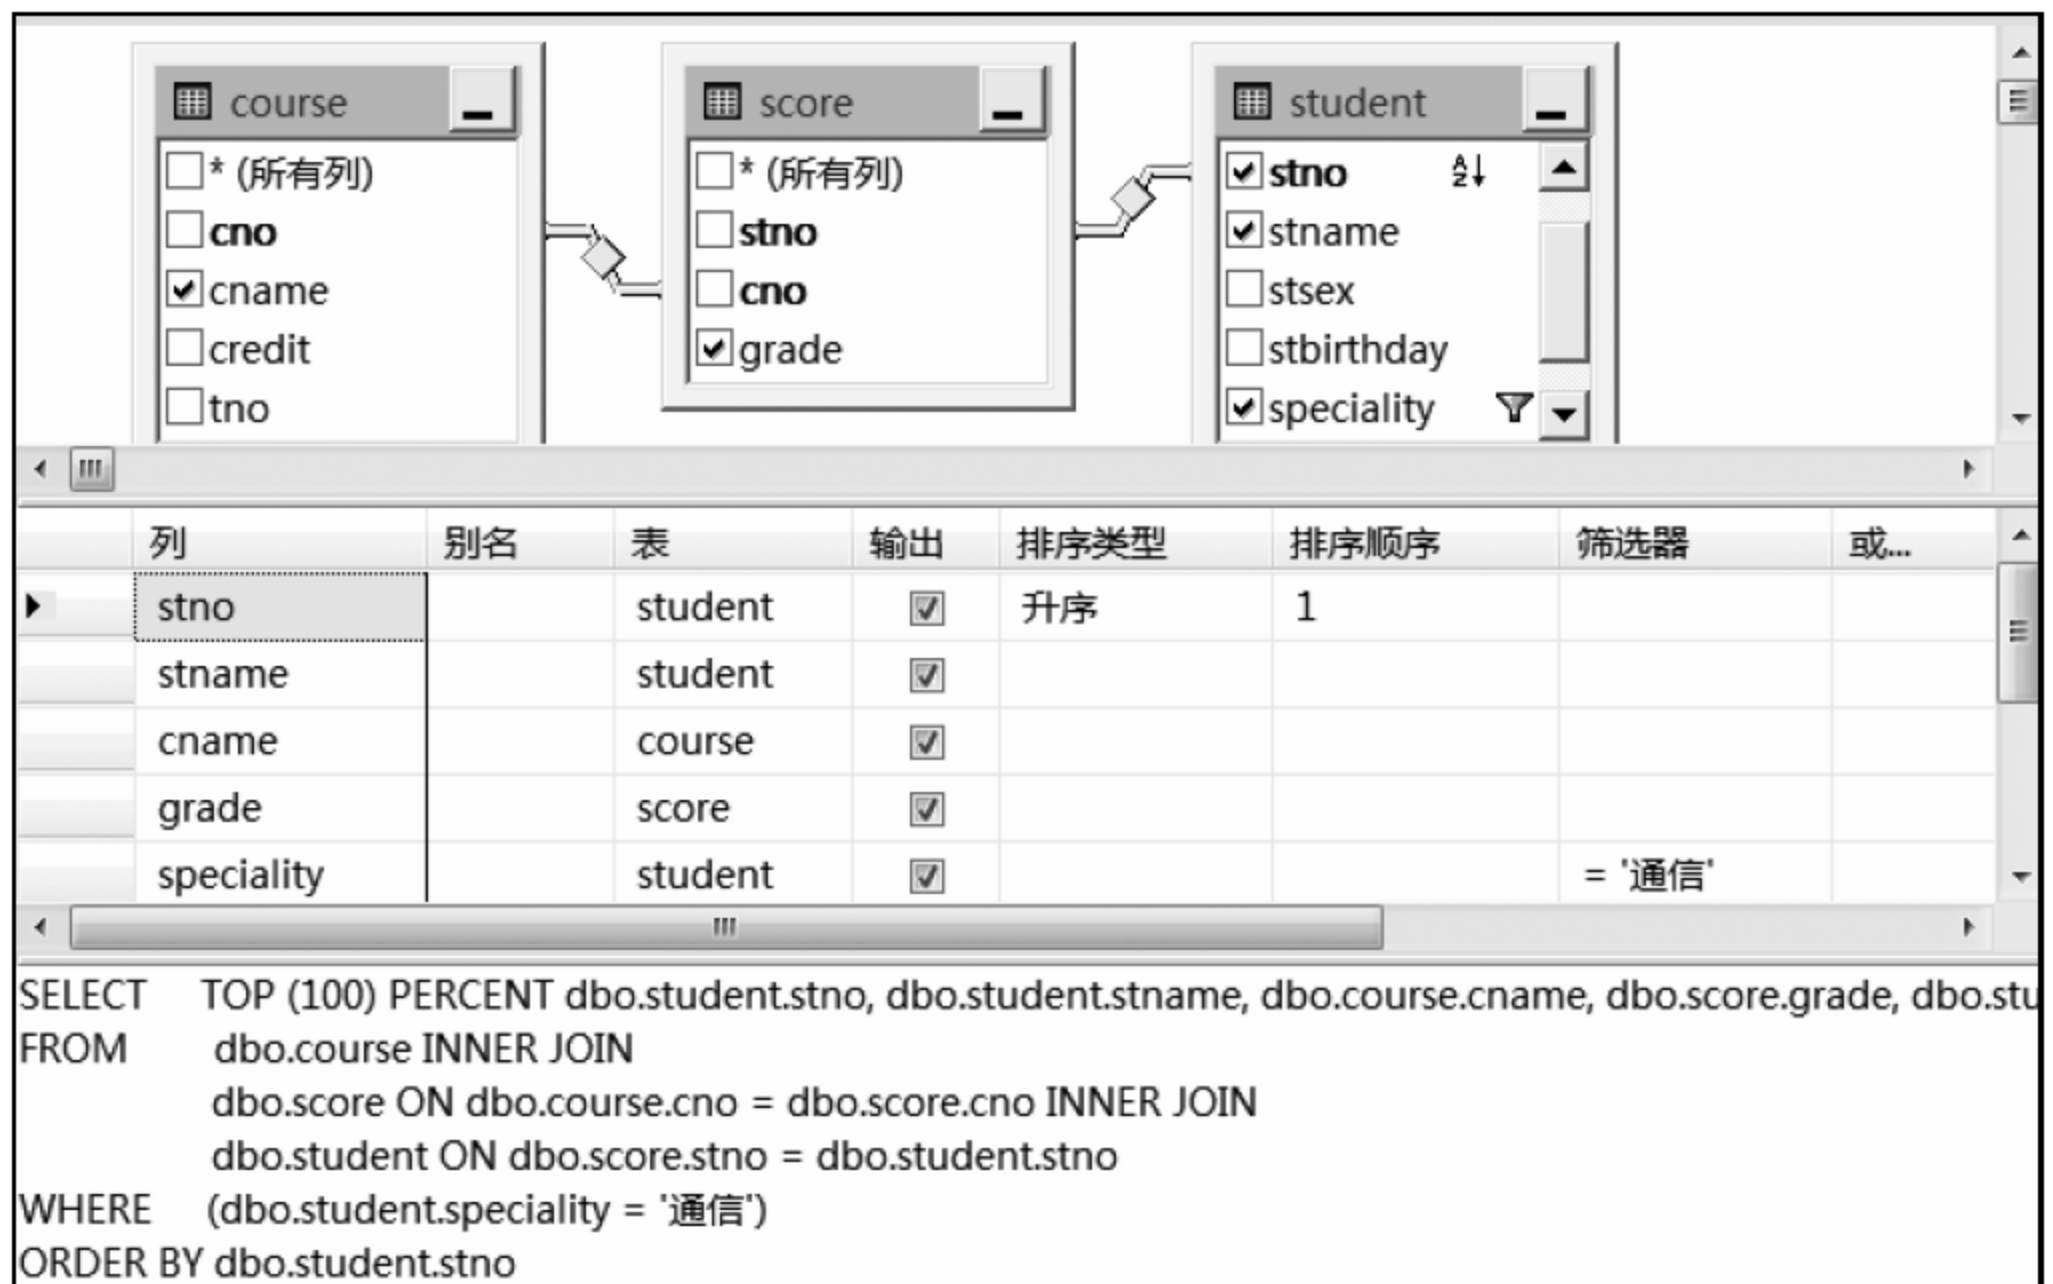 course
* (所有列)
cno
cname
credit
tno
score
* (所有列)
stno
cno
grade
student
stno
stname
stsex
stbirthday
speciality
列 别名 表 输出 排序类型 排序顺序 筛选器 或...
stno student 升序 1
stname student
cname course
grade score
speciality student = '通信'
SELECT TOP (100) PERCENT dbo.student.stno, dbo.student.stname, dbo.course.cname, dbo.score.grade, dbo.stu
FROM dbo.course INNER JOIN
dbo.score ON dbo.course.cno = dbo.score.cno INNER JOIN
dbo.student ON dbo.score.stno = dbo.student.stno
WHERE (dbo.student.speciality = '通信')
ORDER BY dbo.student.stno